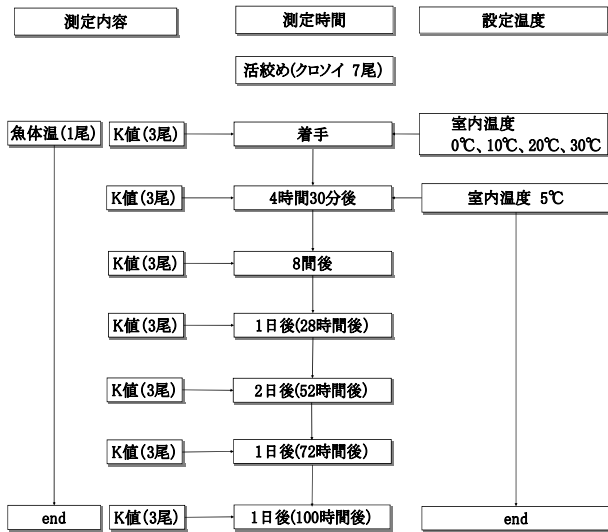 測定内容
測定時間
設定温度
活絞め(クロソイ 7尾)
魚体温(1尾)
K値(3尾)
着手
室内温度
0℃、10℃、20℃、30℃
K値(3尾)
4時間30分後
室内温度 5℃
K値(3尾)
8間後
K値(3尾)
1日後(28時間後)
K値(3尾)
2日後(52時間後)
K値(3尾)
1日後(72時間後)
end
K値(3尾)
1日後(100時間後)
end